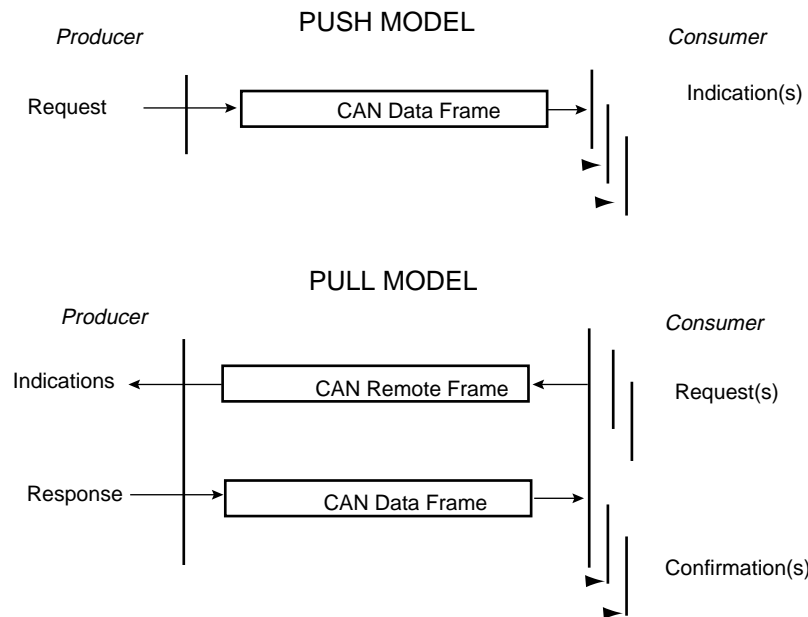 PUSH MODEL
Producer
Consumer
Request
CAN Data Frame
Indication(s)
PULL MODEL
Producer
Consumer
Indications
CAN Remote Frame
Request(s)
Response
CAN Data Frame
Confirmation(s)